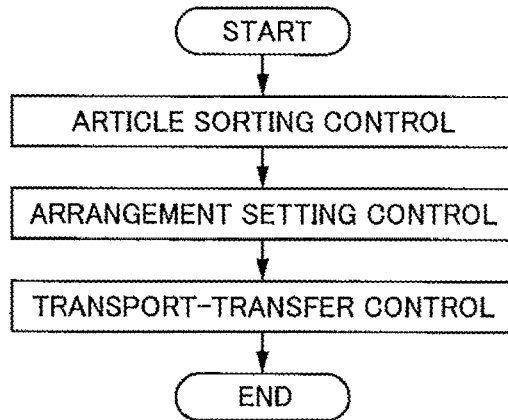 START
ARTICLE SORTING CONTROL
ARRANGEMENT SETTING CONTROL
TRANSPORT-TRANSFER CONTROL
END